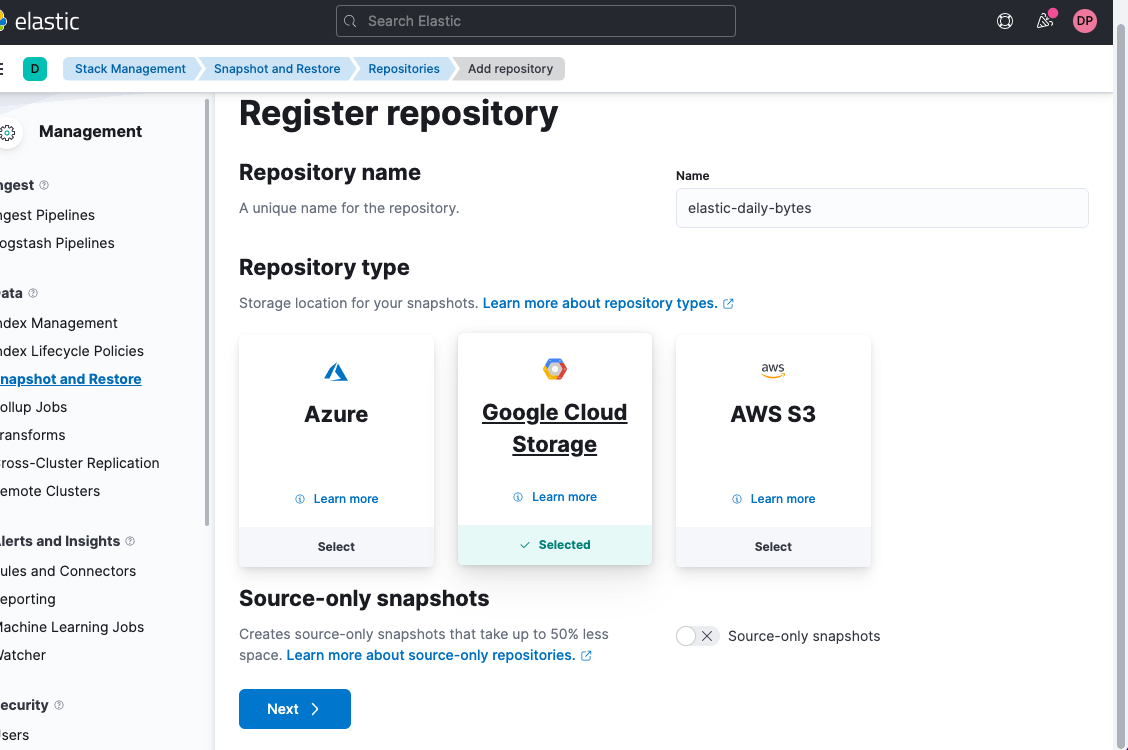 elastic
Search Elastic
DP
D
Stack Management
Snapshot and Restore
Repositories
Add repository
Management
ngest
ngest Pipelines
ogstash Pipelines
ata
ndex Management
ndex Lifecycle Policies
napshot and Restore
ollup Jobs
ransforms
ross-Cluster Replication
emote Clusters
lerts and Insights
ules and Connectors
eporting
Machine Learning Jobs
Watcher
ecurity
sers
Register repository
Repository name
A unique name for the repository.
Name
elastic-daily-bytes
Repository type
Storage location for your snapshots. Learn more about repository types.
Azure
Learn more
Select
Google Cloud
Storage
Learn more
Selected
aws
AWS S3
Learn more
Select
Source-only snapshots
Creates source-only snapshots that take up to 50% less
space. Learn more about source-only repositories.
Source-only snapshots
Next